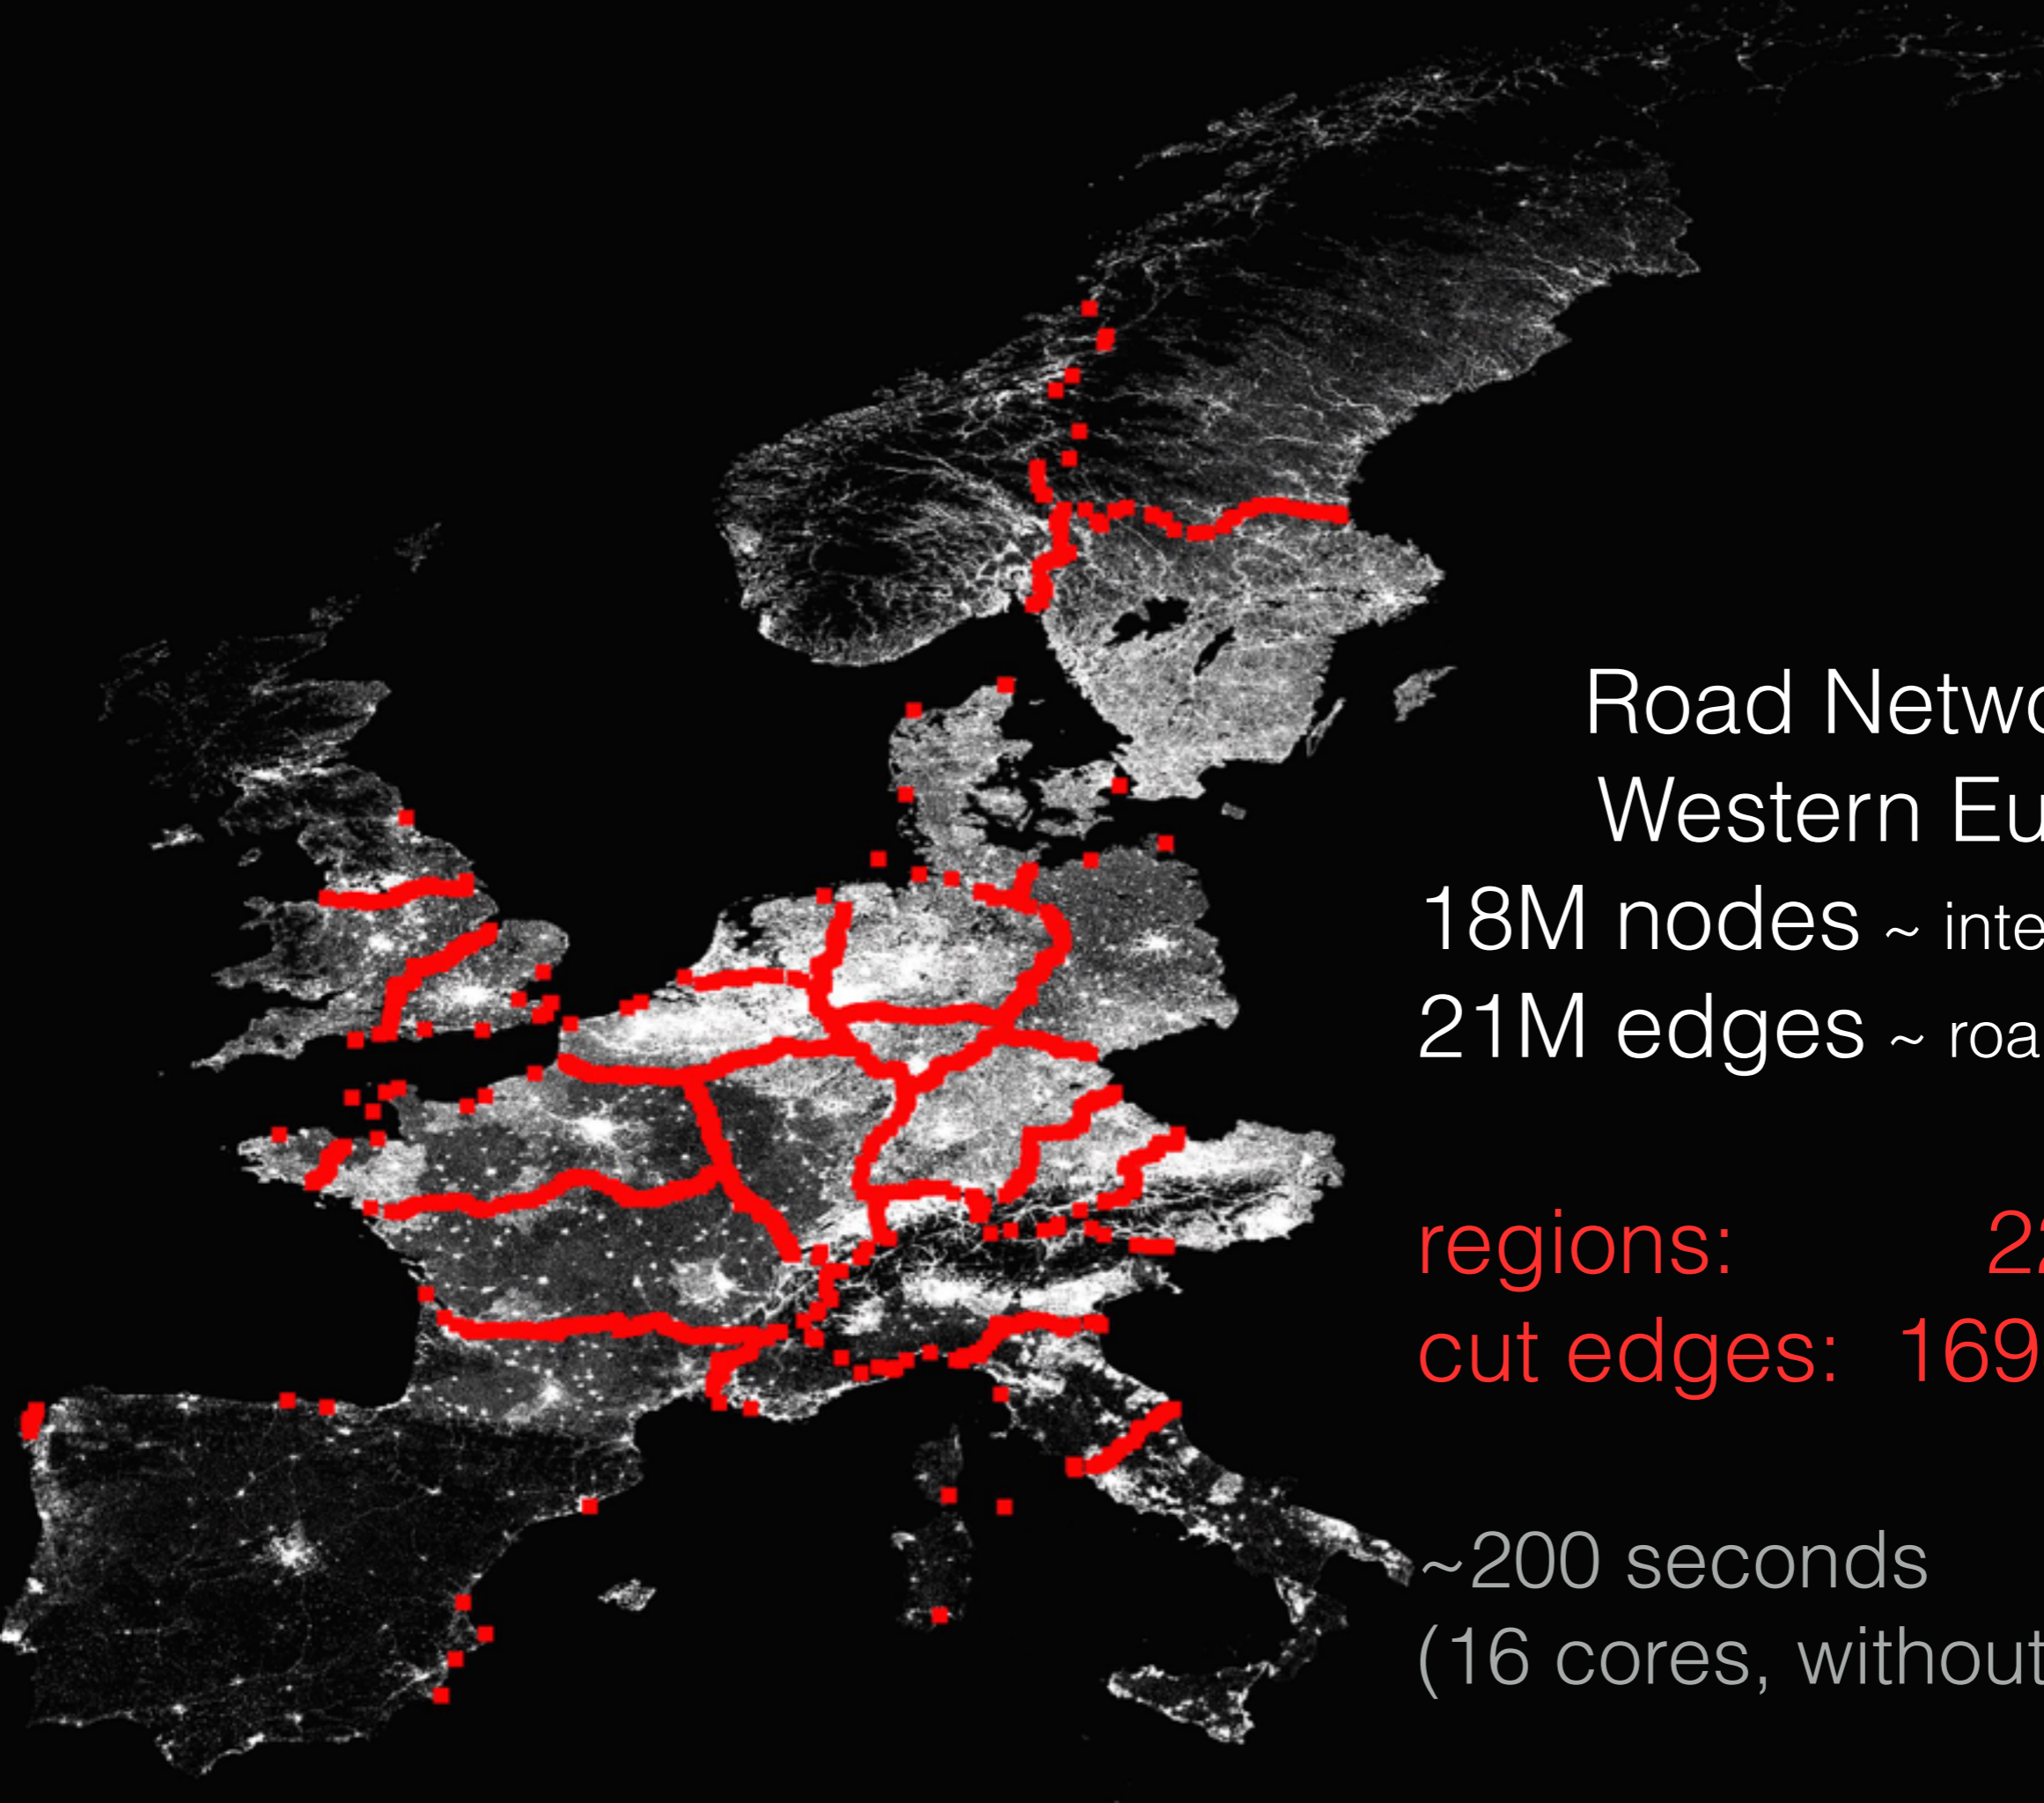 Road Netwo
Western Eu
18M nodes ~ inte
21M edges ~ roa
regions: 22
cut edges: 169
~200 seconds
(16 cores, without